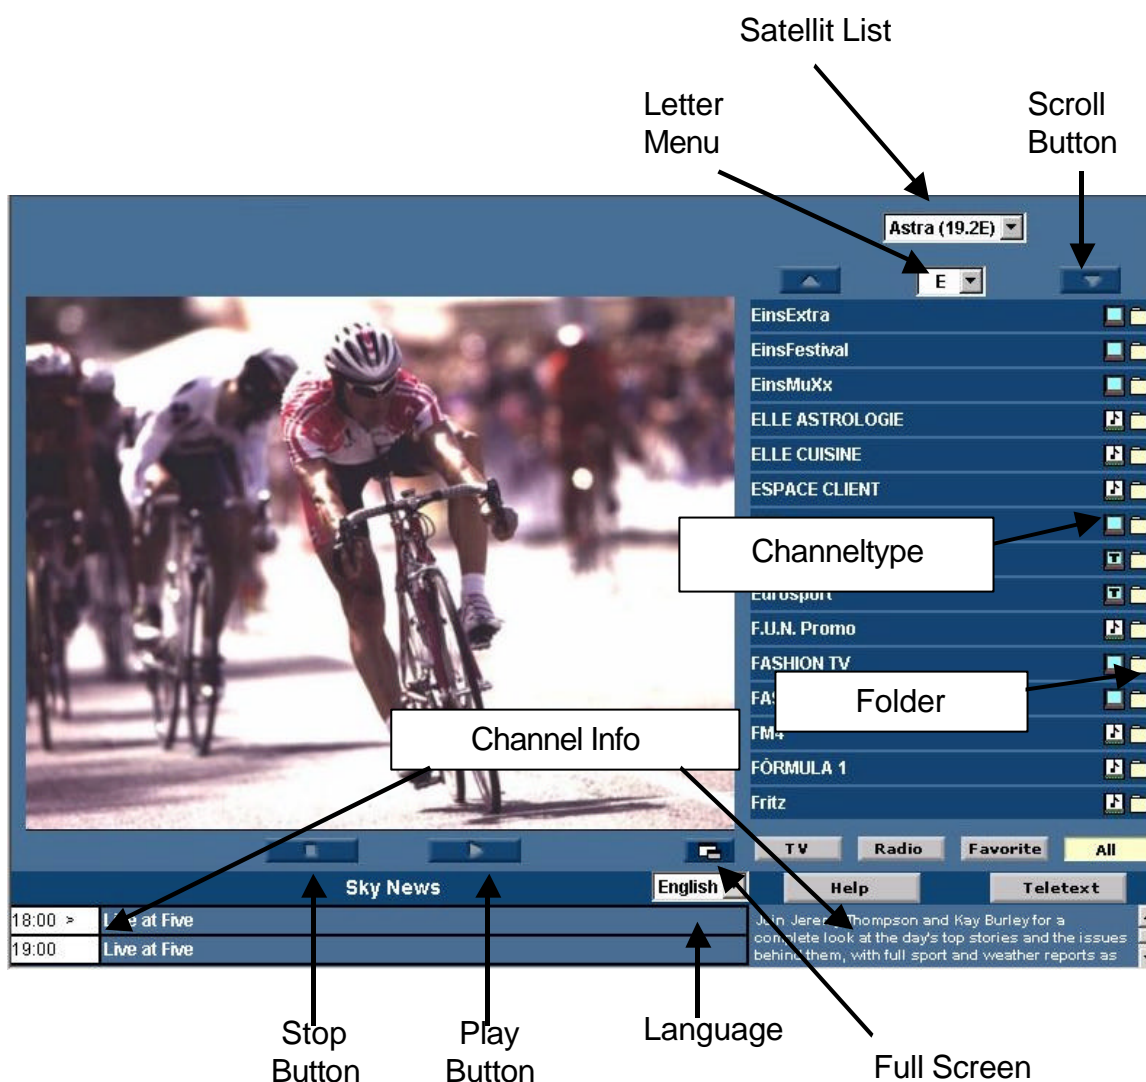 Satellit List
Letter
Menu
Scroll
Button
Astra (19.2E)
E
EinsExtra
EinsFestival
EinsMuXx
ELLE ASTROLOGIE
ELLE CUISINE
ESPACE CLIENT
Channeltype
Eurosport
F.U.N. Promo
FASHION TV
Folder
FM4
FÓRMULA 1
Fritz
Channel Info
TV
Radio
Favorite
All
Sky News
English
Help
Teletext
18:00 >
Live at Five
19:00
Live at Five
Join Jeremy Thompson and Kay Burley for a
complete look at the day's top stories and the issues
behind them, with full sport and weather reports as
Stop
Button
Play
Button
Language
Full Screen